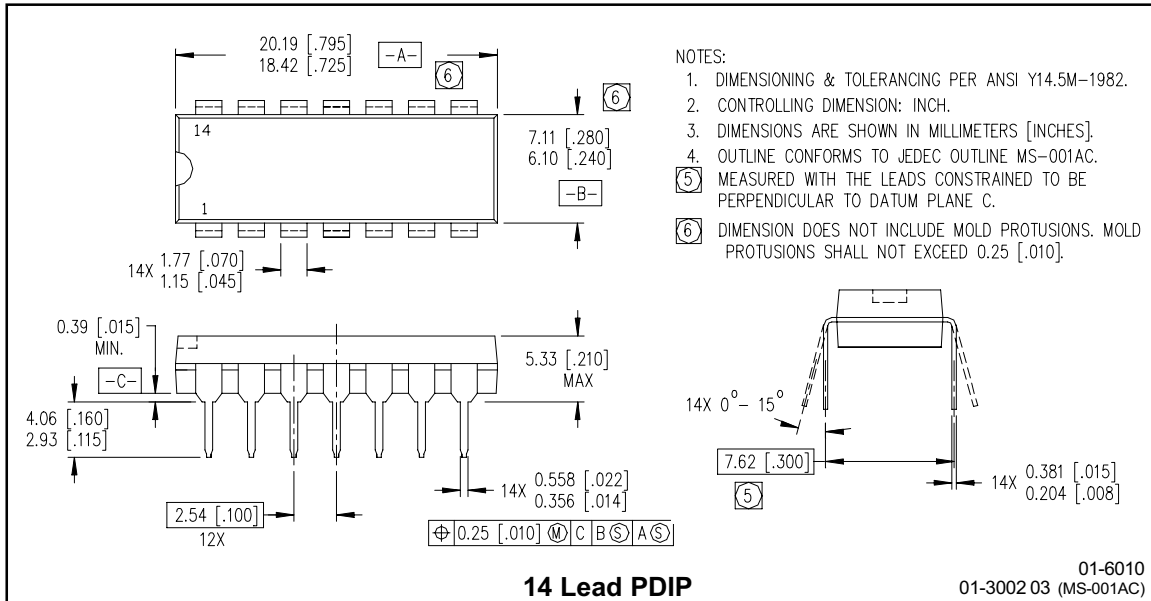 20.19 [.795]
18.42 [.725]
-A-
6
6
14
1
7.11 [.280]
6.10 [.240]
-B-
14X 1.77 [.070]
1.15 [.045]
NOTES:
1. DIMENSIONING & TOLERANCING PER ANSI Y14.5M-1982.
2. CONTROLLING DIMENSION: INCH.
3. DIMENSIONS ARE SHOWN IN MILLIMETERS [INCHES].
4. OUTLINE CONFORMS TO JEDEC OUTLINE MS-001AC.
5 MEASURED WITH THE LEADS CONSTRAINED TO BE
PERPENDICULAR TO DATUM PLANE C.
6 DIMENSION DOES NOT INCLUDE MOLD PROTUSIONS. MOLD
PROTUSIONS SHALL NOT EXCEED 0.25 [.010].
0.39 [.015]
MIN.
-C-
4.06 [.160]
2.93 [.115]
5.33 [.210]
MAX
2.54 [.100]
12X
14X 0.558 [.022]
0.356 [.014]
⌖ 0.25 [.010] Ⓜ C B Ⓢ A Ⓢ
14X 0°- 15°
7.62 [.300]
5
14X 0.381 [.015]
0.204 [.008]
14 Lead PDIP
01-6010
01-3002 03 (MS-001AC)